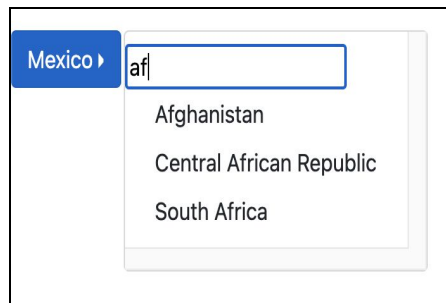 Mexico
af
Afghanistan
Central African Republic
South Africa